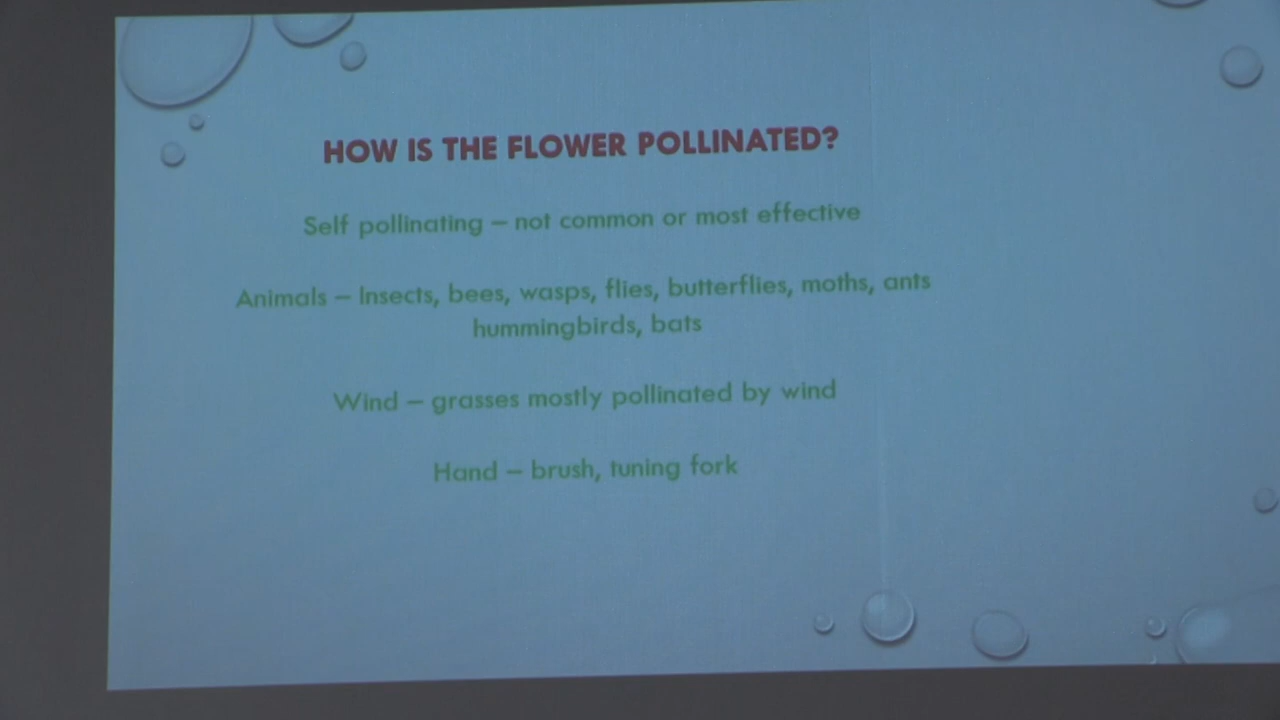 HOW IS THE FLOWER POLLINATED?
Self pollinating – not common or most effective
Animals – Insects, bees, wasps, flies, butterflies, moths, ants
hummingbirds, bats
Wind – grasses mostly pollinated by wind
Hand – brush, tuning fork